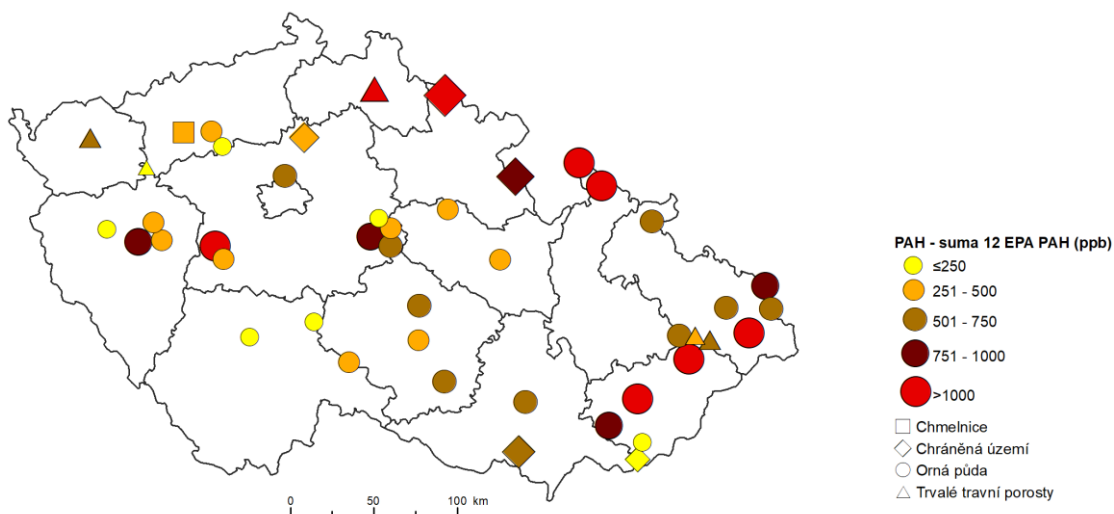 PAH - suma 12 EPA PAH (ppb)
≤250
251 - 500
501 - 750
751 - 1000
>1000
Chmelnice
Chráněná území
Orná půda
Trvalé travní porosty
0 50 100 km